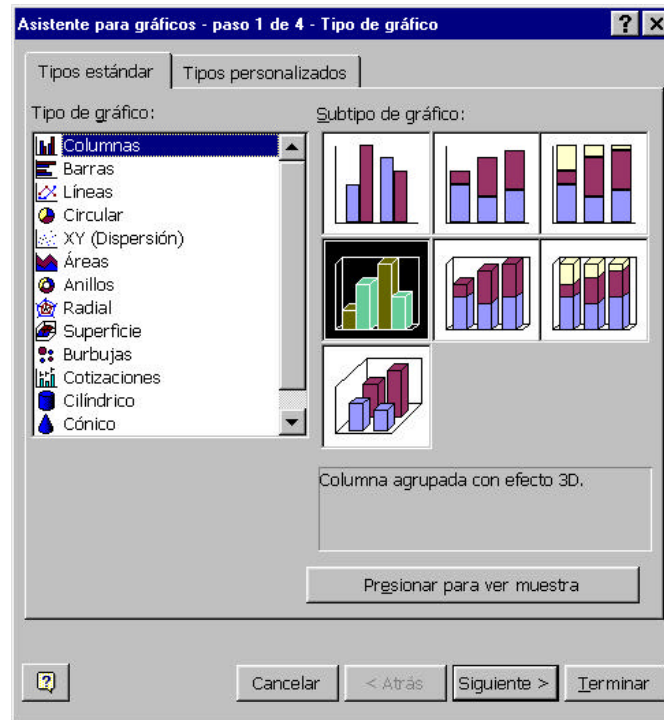 Asistente para gráficos - paso 1 de 4 - Tipo de gráfico
Tipos estándar
Tipos personalizados
Tipo de gráfico:
Columnas
Barras
Líneas
Circular
XY (Dispersión)
Áreas
Anillos
Radial
Superficie
Burbujas
Cotizaciones
Cilíndrico
Cónico
Subtipo de gráfico:
Columna agrupada con efecto 3D.
Presionar para ver muestra
Cancelar
< Atrás
Siguiente >
Terminar